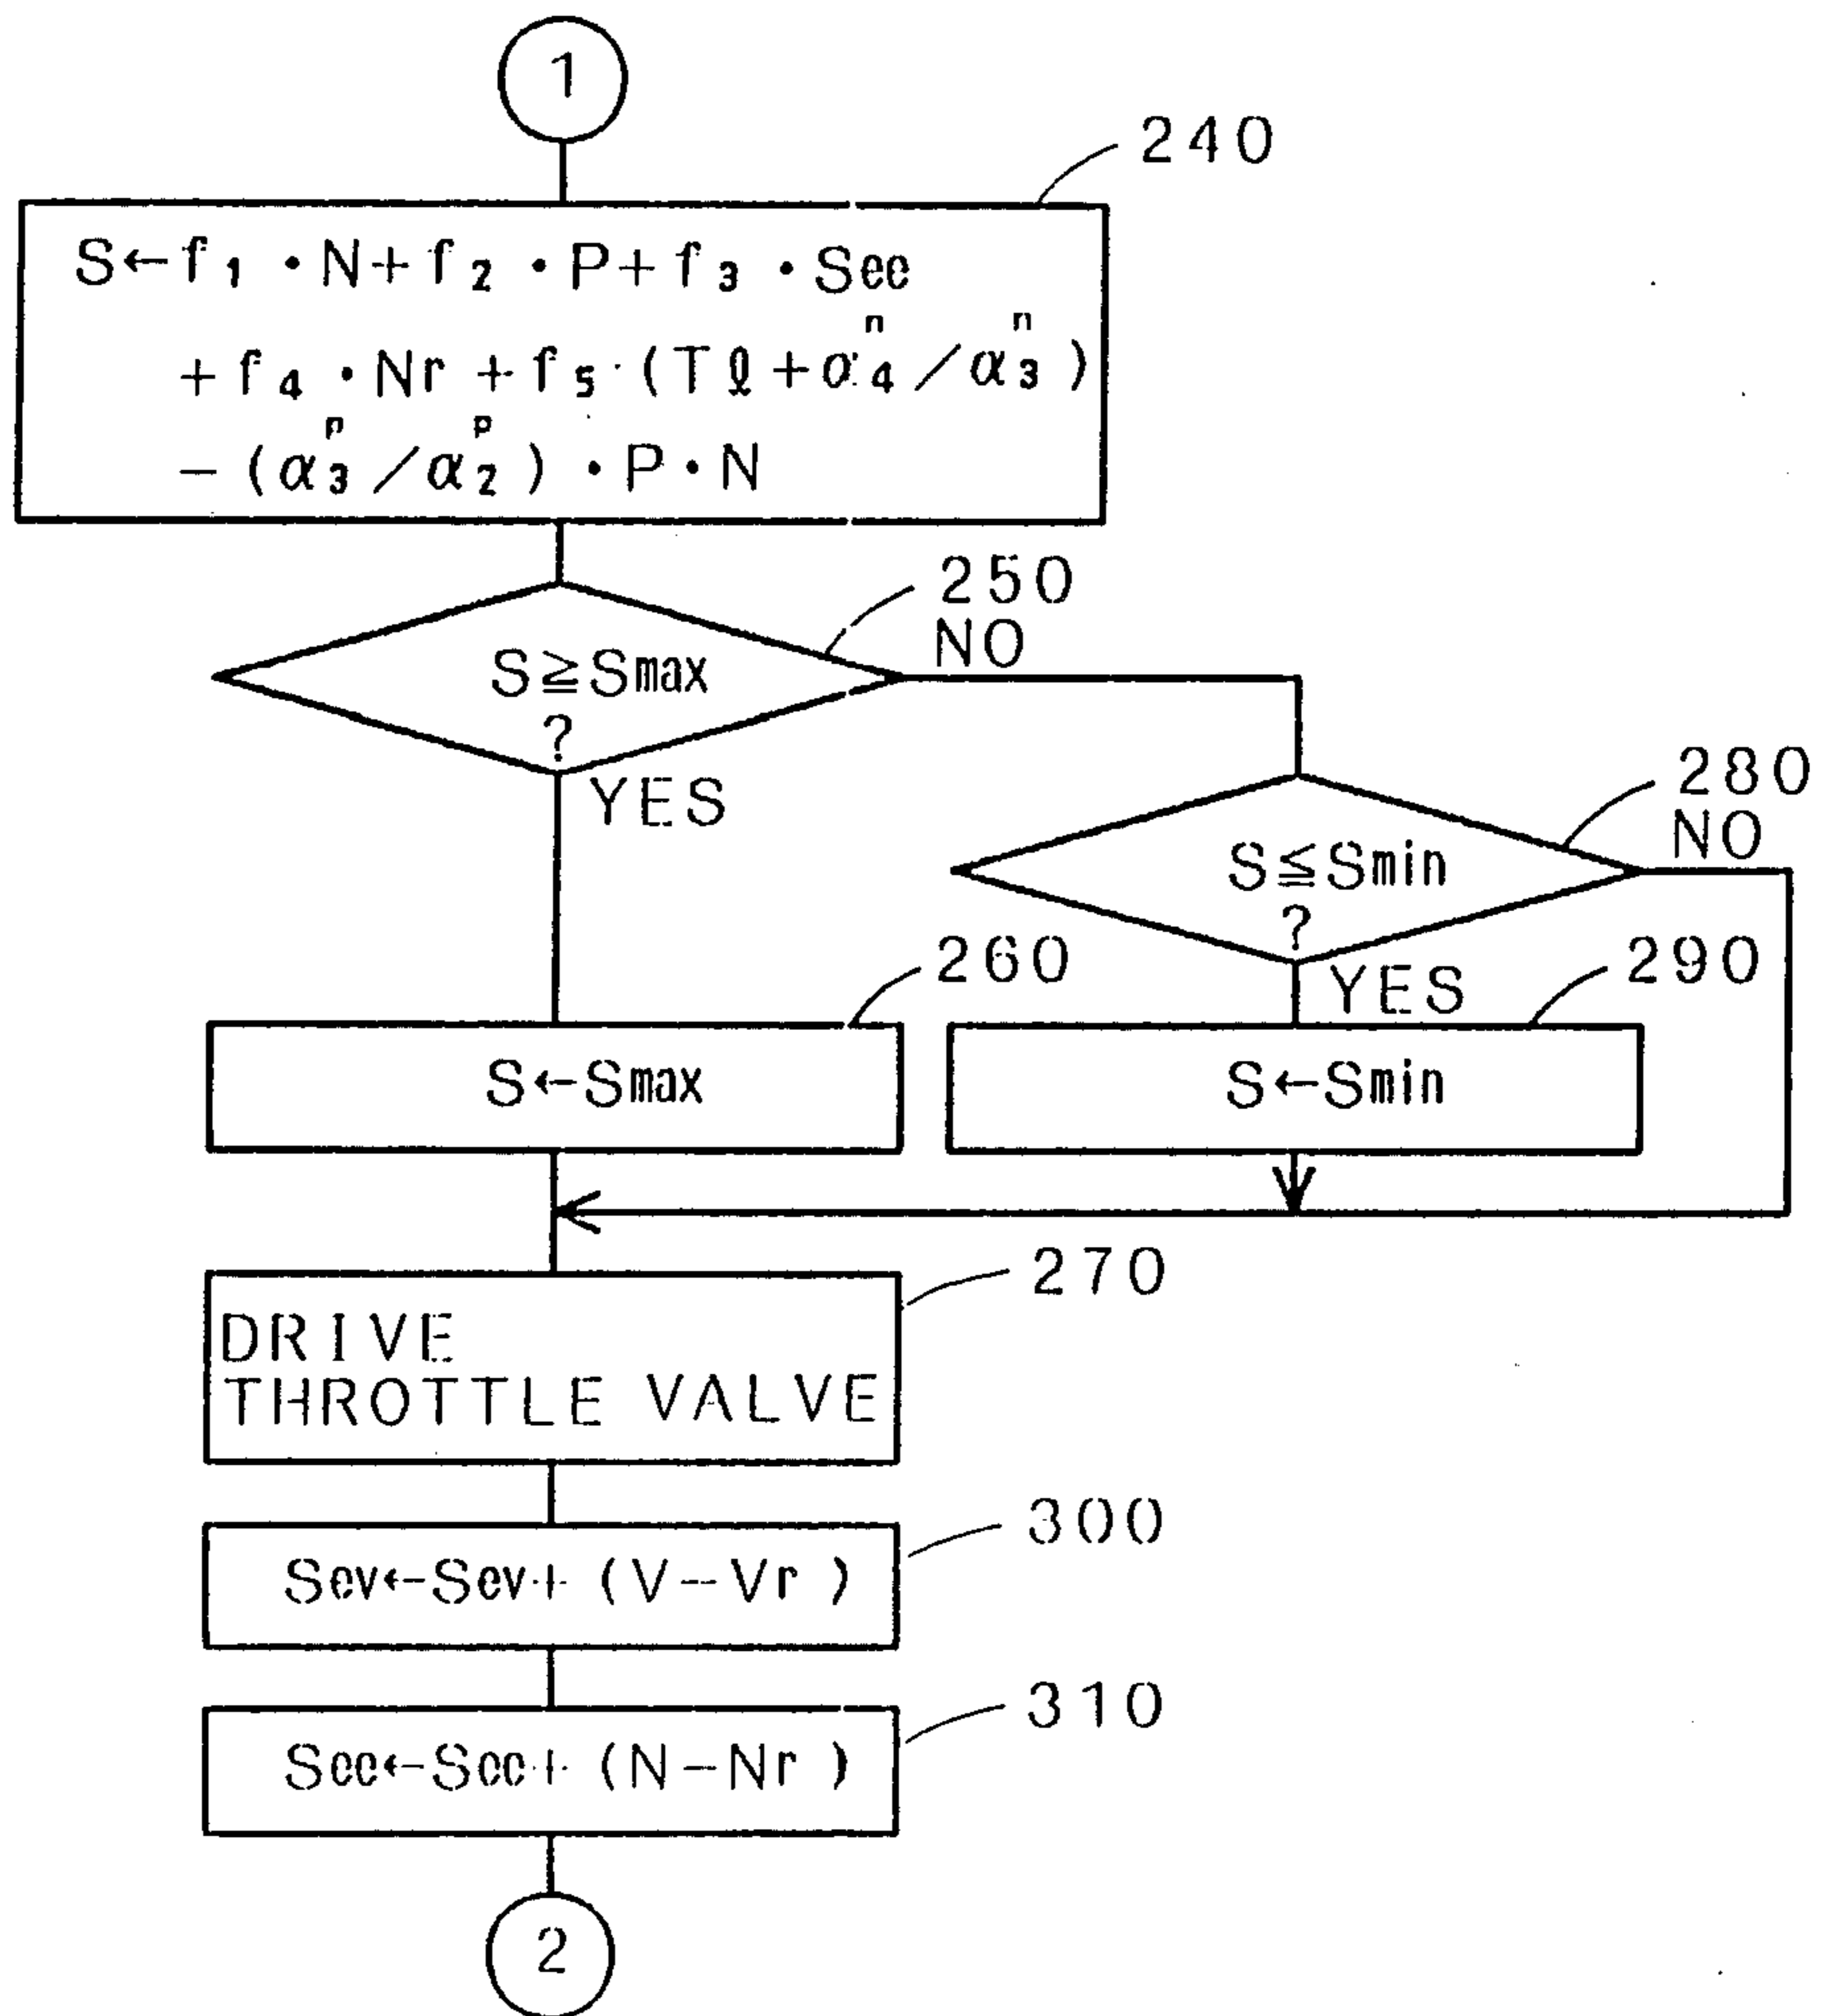 1
240
S←f₁・N+f₂・P+f₃・See
+f₄・Nr+f₅・(Tℓ+α₄ⁿ/α₃ⁿ)
−(α₃ᵖ/α₂ᵖ)・P・N
250
NO
S≧Smax
?
YES
280
NO
S≦Smin
?
YES
260
290
S←Smax
S←Smin
270
DRIVE
THROTTLE VALVE
300
Sev←Sev+(V−Vr)
310
See←See+(N−Nr)
2